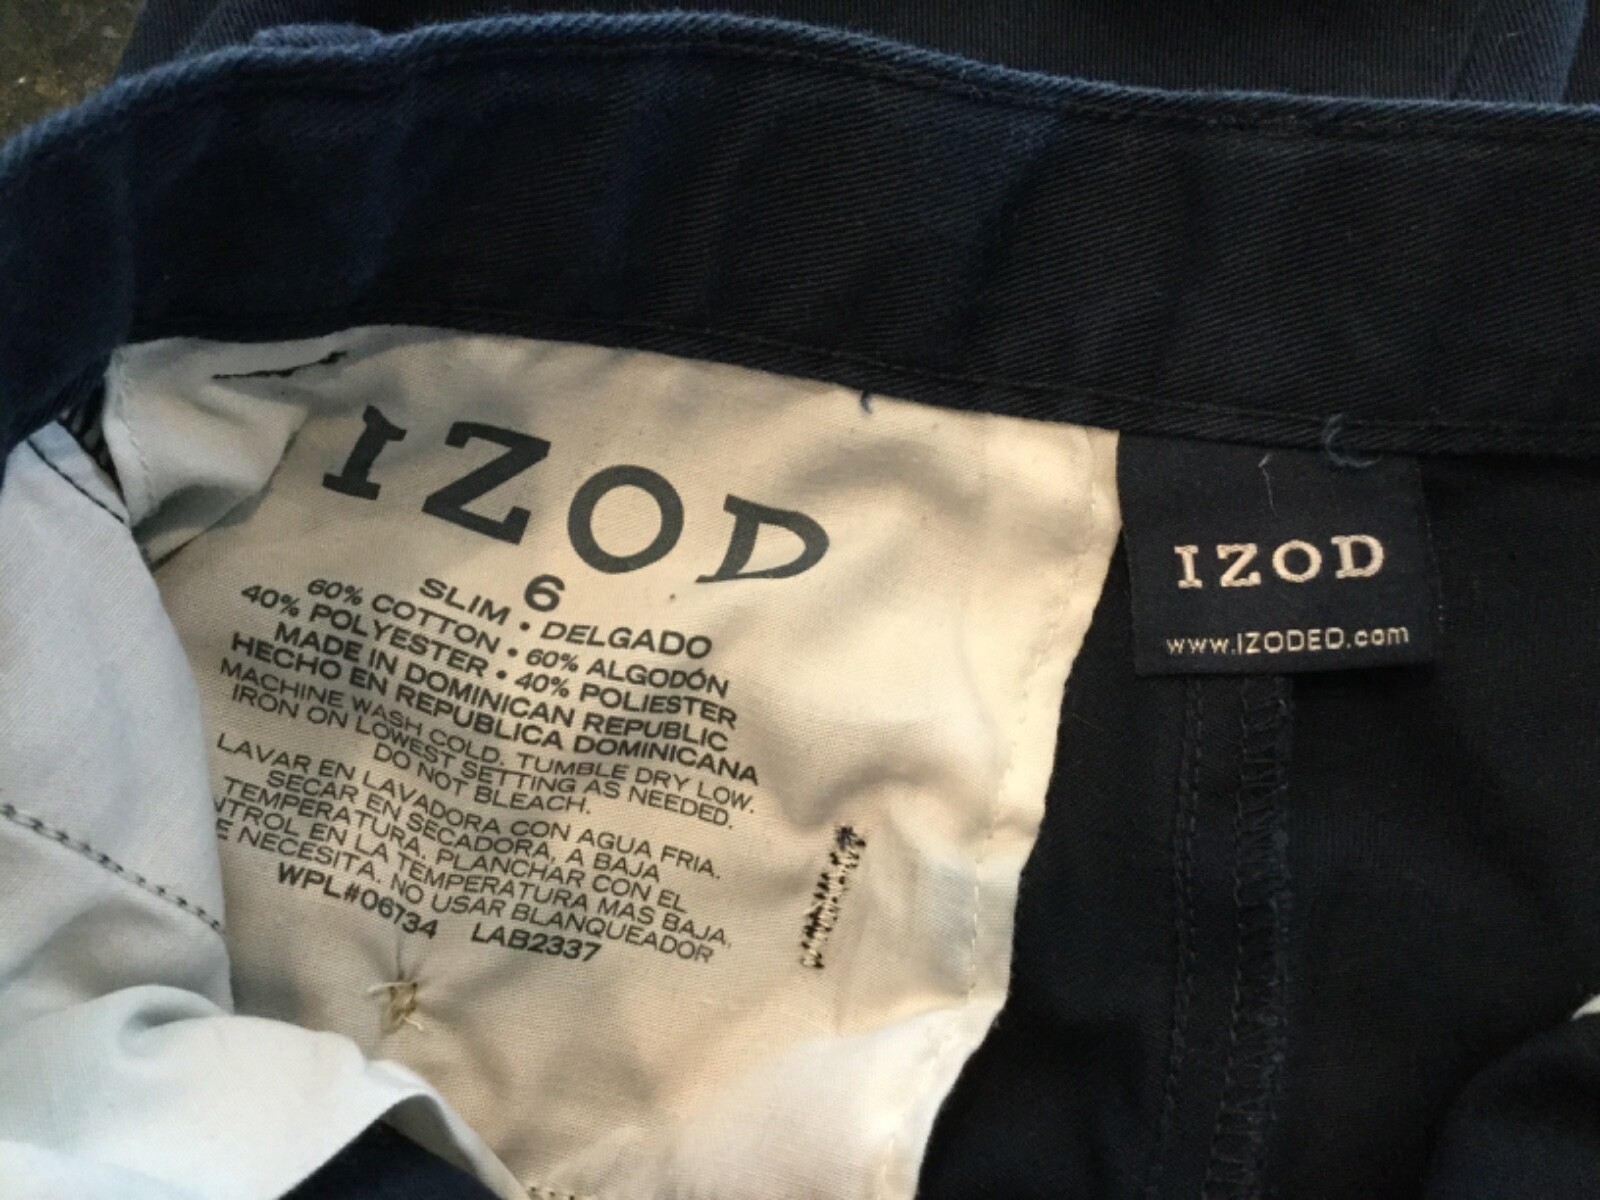 IZOD
6
SLIM • DELGADO
60% COTTON • 60% ALGODÓN
40% POLYESTER • 40% POLIESTER
MADE IN DOMINICAN REPUBLIC
HECHO EN REPUBLICA DOMINICANA
MACHINE WASH COLD. TUMBLE DRY LOW.
IRON ON LOWEST SETTING AS NEEDED.
DO NOT BLEACH.
LAVAR EN LAVADORA CON AGUA FRIA.
SECAR EN SECADORA, A BAJA
TEMPERATURA. PLANCHAR CON EL
NTROL EN LA TEMPERATURA MAS BAJA,
E NECESITA. NO USAR BLANQUEADOR
WPL#06734 LAB2337
IZOD
www.IZODED.com